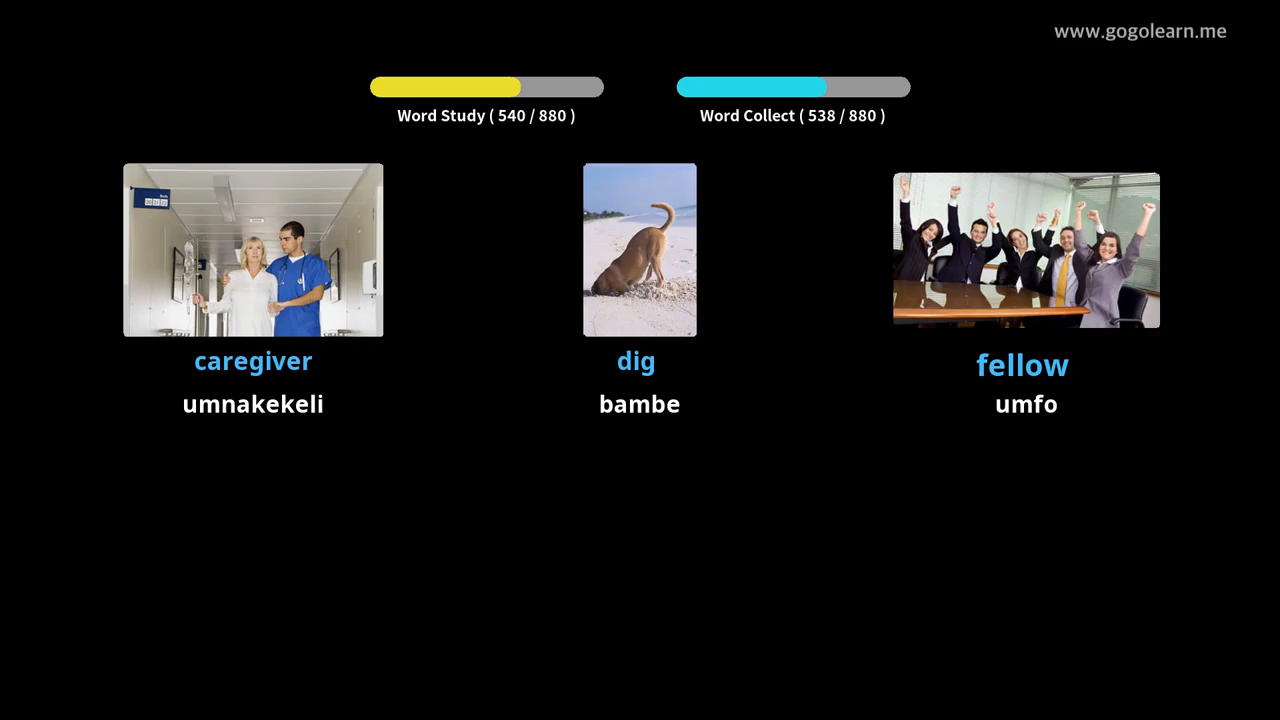 www.gogolearn.me
Word Study ( 540 / 880 )
Word Collect ( 538 / 880 )
caregiver
dig
fellow
umnakekeli
bambe
umfo